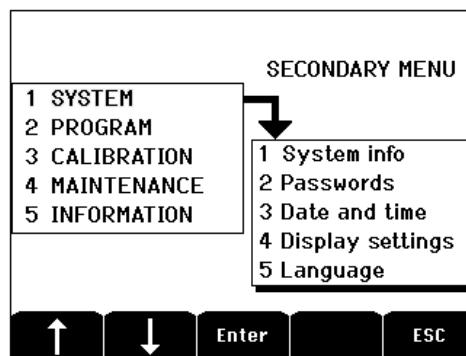 SECONDARY MENU
1 SYSTEM
2 PROGRAM
3 CALIBRATION
4 MAINTENANCE
5 INFORMATION
1 System info
2 Passwords
3 Date and time
4 Display settings
5 Language
Enter ESC